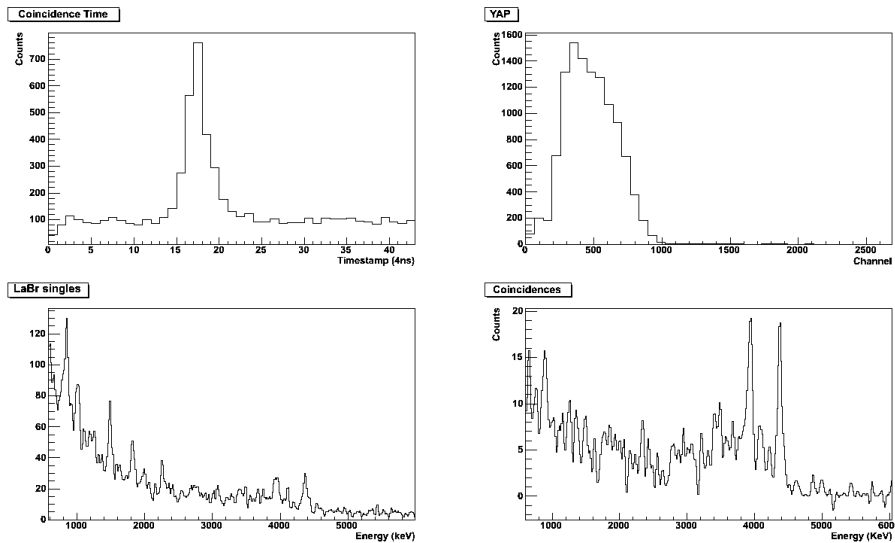 Coincidence Time
Counts
700
600
500
400
300
200
100
0 5 10 15 20 25 30 35 40
Timestamp (4ns)
YAP
Counts
1600
1400
1200
1000
800
600
400
200
0
0 500 1000 1500 2000 2500
Channel
LaBr singles
120
100
80
60
40
20
0
1000 2000 3000 4000 5000
Energy (keV)
Coincidences
Counts
20
15
10
5
0
1000 2000 3000 4000 5000 600
Energy (KeV)